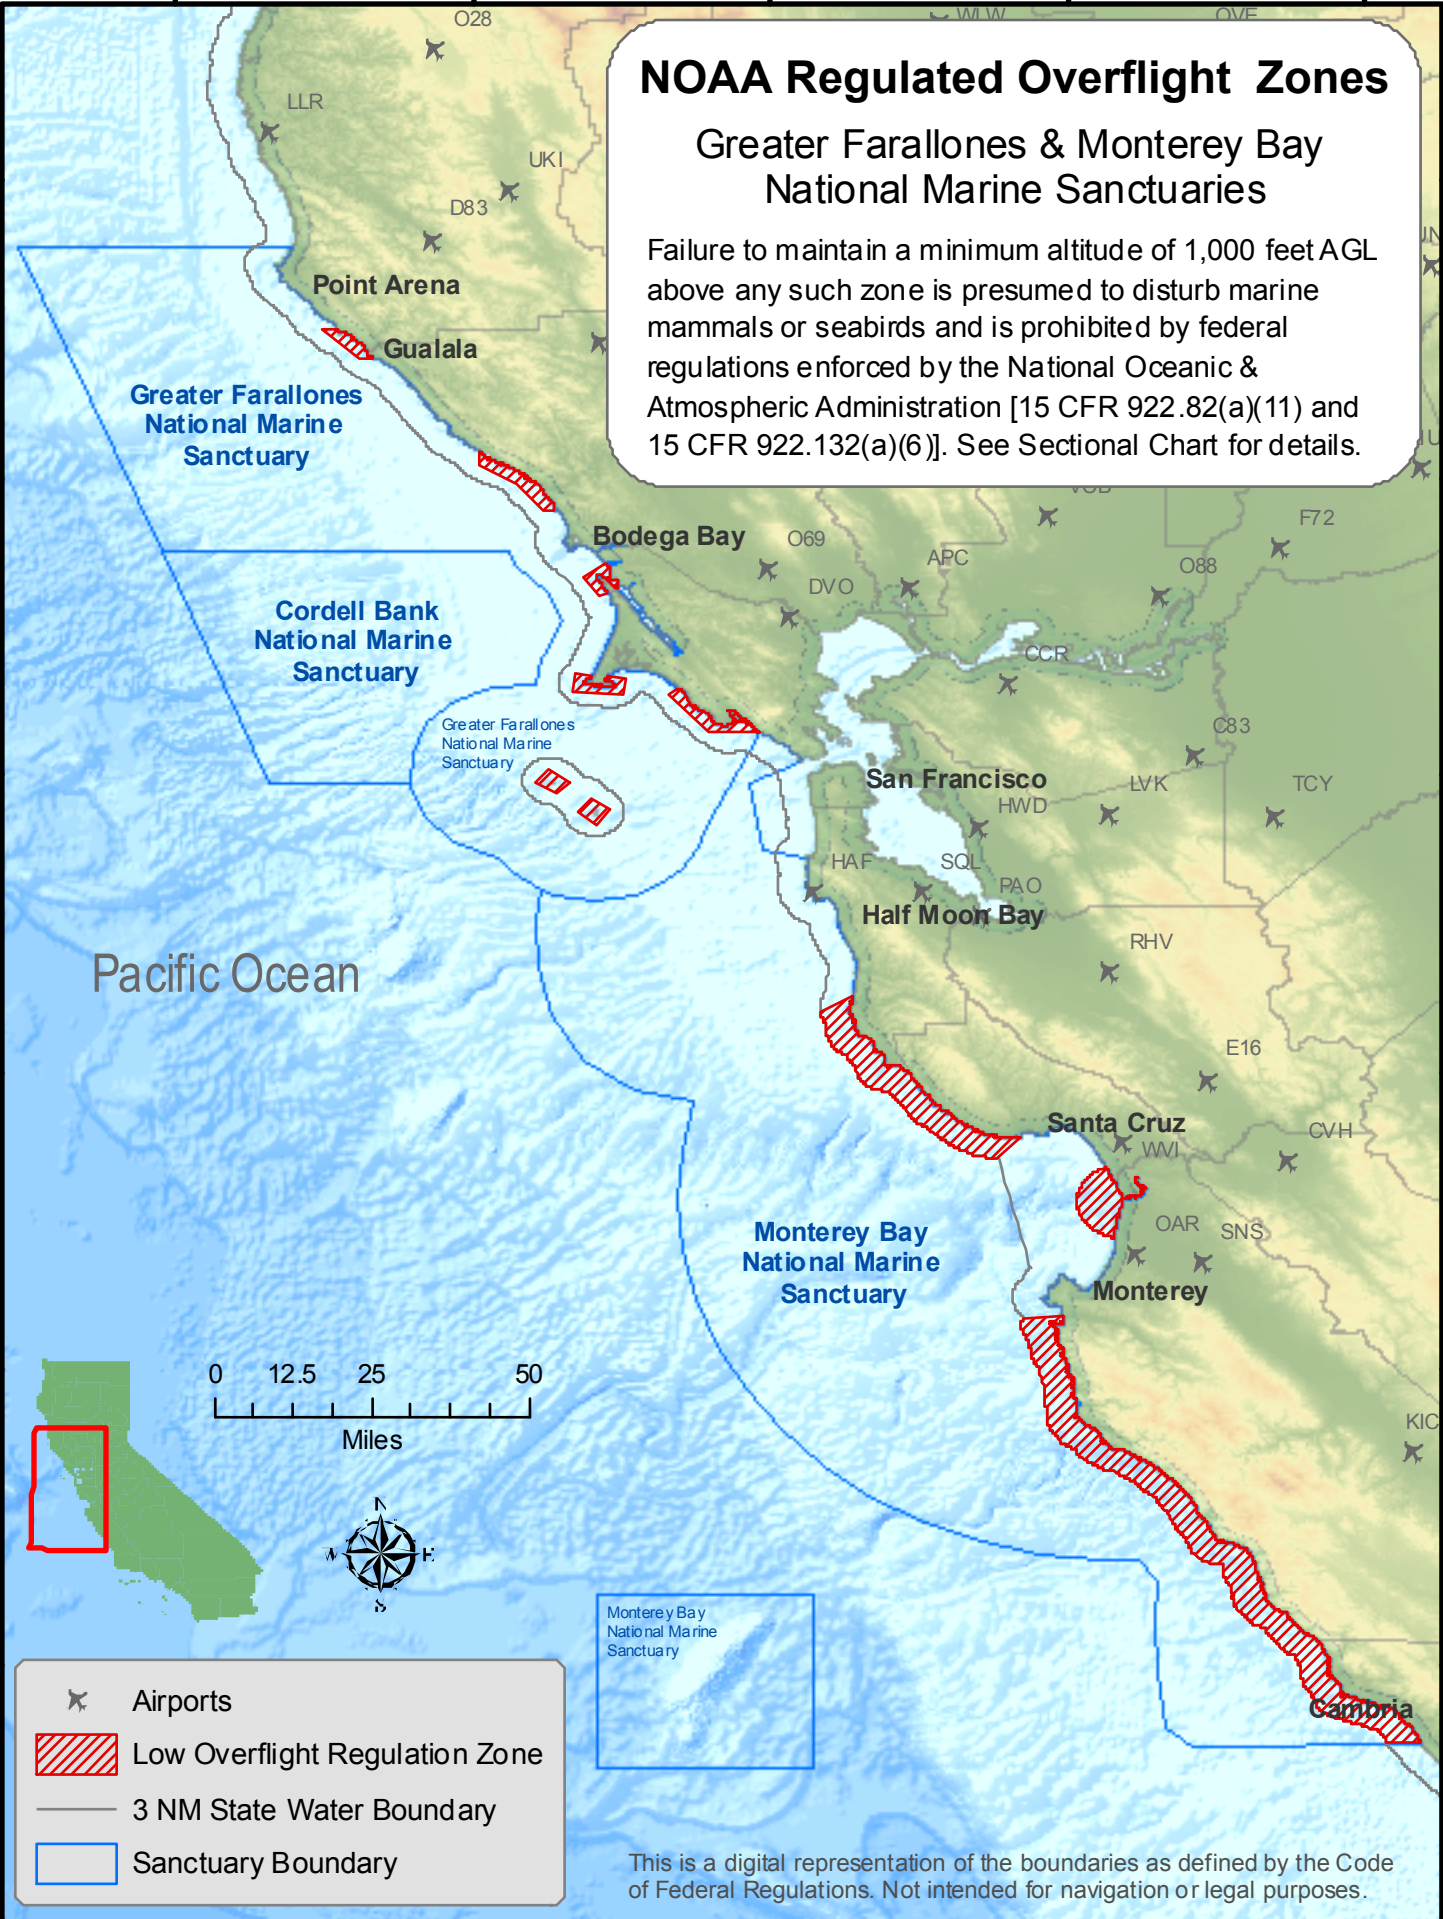 O28
WLW
OVE
NOAA Regulated Overflight Zones
Greater Farallones & Monterey Bay
National Marine Sanctuaries
Failure to maintain a minimum altitude of 1,000 feet AGL
above any such zone is presumed to disturb marine
mammals or seabirds and is prohibited by federal
regulations enforced by the National Oceanic &
Atmospheric Administration [15 CFR 922.82(a)(11) and
15 CFR 922.132(a)(6)]. See Sectional Chart for details.
LLR
UKI
D83
Point Arena
Gualala
Greater Farallones
National Marine
Sanctuary
F72
Bodega Bay
O69
APC
O88
DVO
Cordell Bank
National Marine
Sanctuary
CCR
Greater Farallones
National Marine
Sanctuary
C83
San Francisco
LVK
TCY
HWD
HAF
SQL
PAO
Half Moon Bay
RHV
Pacific Ocean
E16
Santa Cruz
CVH
WVI
OAR
SNS
Monterey Bay
National Marine
Sanctuary
Monterey
0 12.5 25 50
Miles
KIC
N
W E
S
Monterey Bay
National Marine
Sanctuary
Cambria
Airports
Low Overflight Regulation Zone
3 NM State Water Boundary
Sanctuary Boundary
This is a digital representation of the boundaries as defined by the Code
of Federal Regulations. Not intended for navigation or legal purposes.